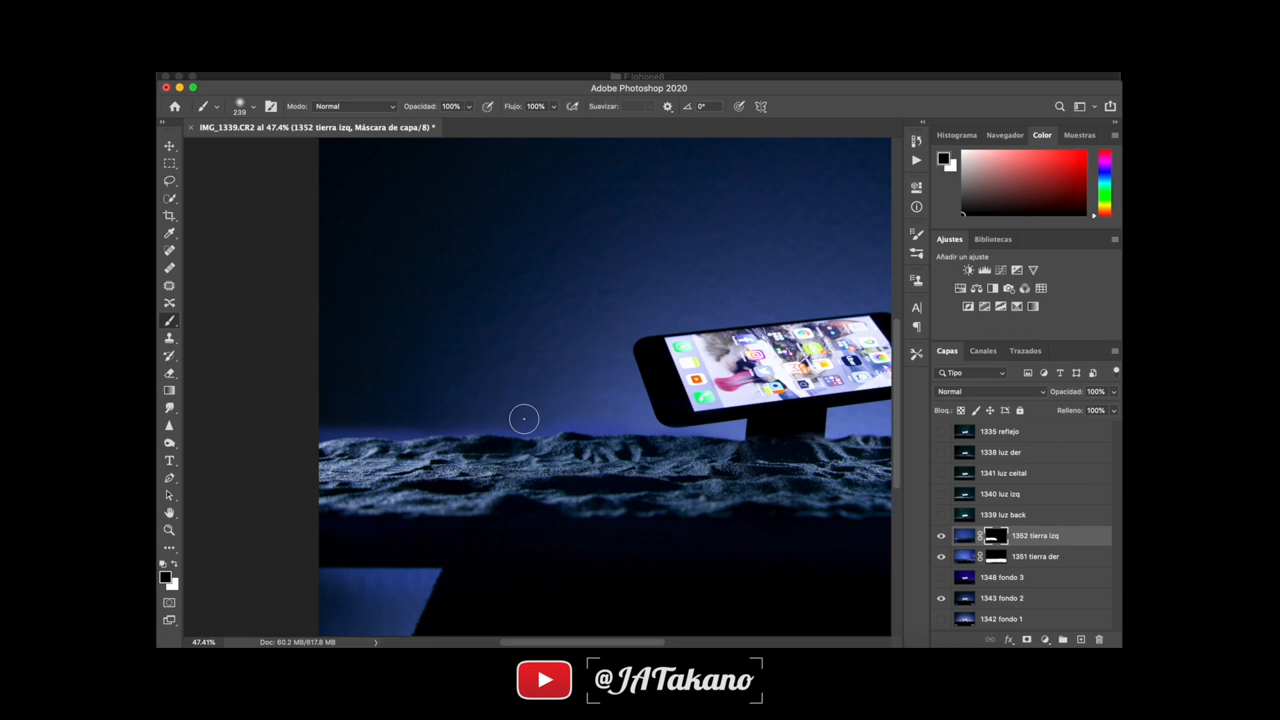 F Iphone8
Adobe Photoshop 2020
239
Modo: Normal
Opacidad: 100%
Flujo: 100%
Suavizar:
0°
× IMG_1339.CR2 al 47.4% (1352 tierra izq, Máscara de capa/8) *
Histograma Navegador Color Muestras
Ajustes Bibliotecas
Añadir un ajuste
Capas Canales Trazados
Tipo
Normal Opacidad: 100%
Bloq.: Relleno: 100%
1335 reflejo
1338 luz der
1341 luz ceital
1340 luz izq
1339 luz back
1352 tierra izq
1351 tierra der
1348 fondo 3
1343 fondo 2
1342 fondo 1
47.41% Doc: 60.2 MB/617.8 MB
@JATakano